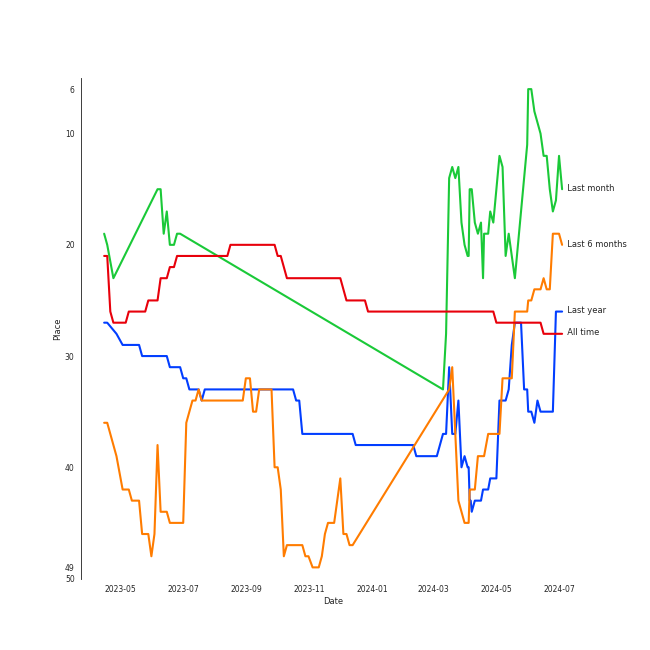 6
10
20
30
40
49
50
Place
2023-05
2023-07
2023-09
2023-11
2024-01
2024-03
2024-05
2024-07
Date
Last month
Last 6 months
Last year
All time